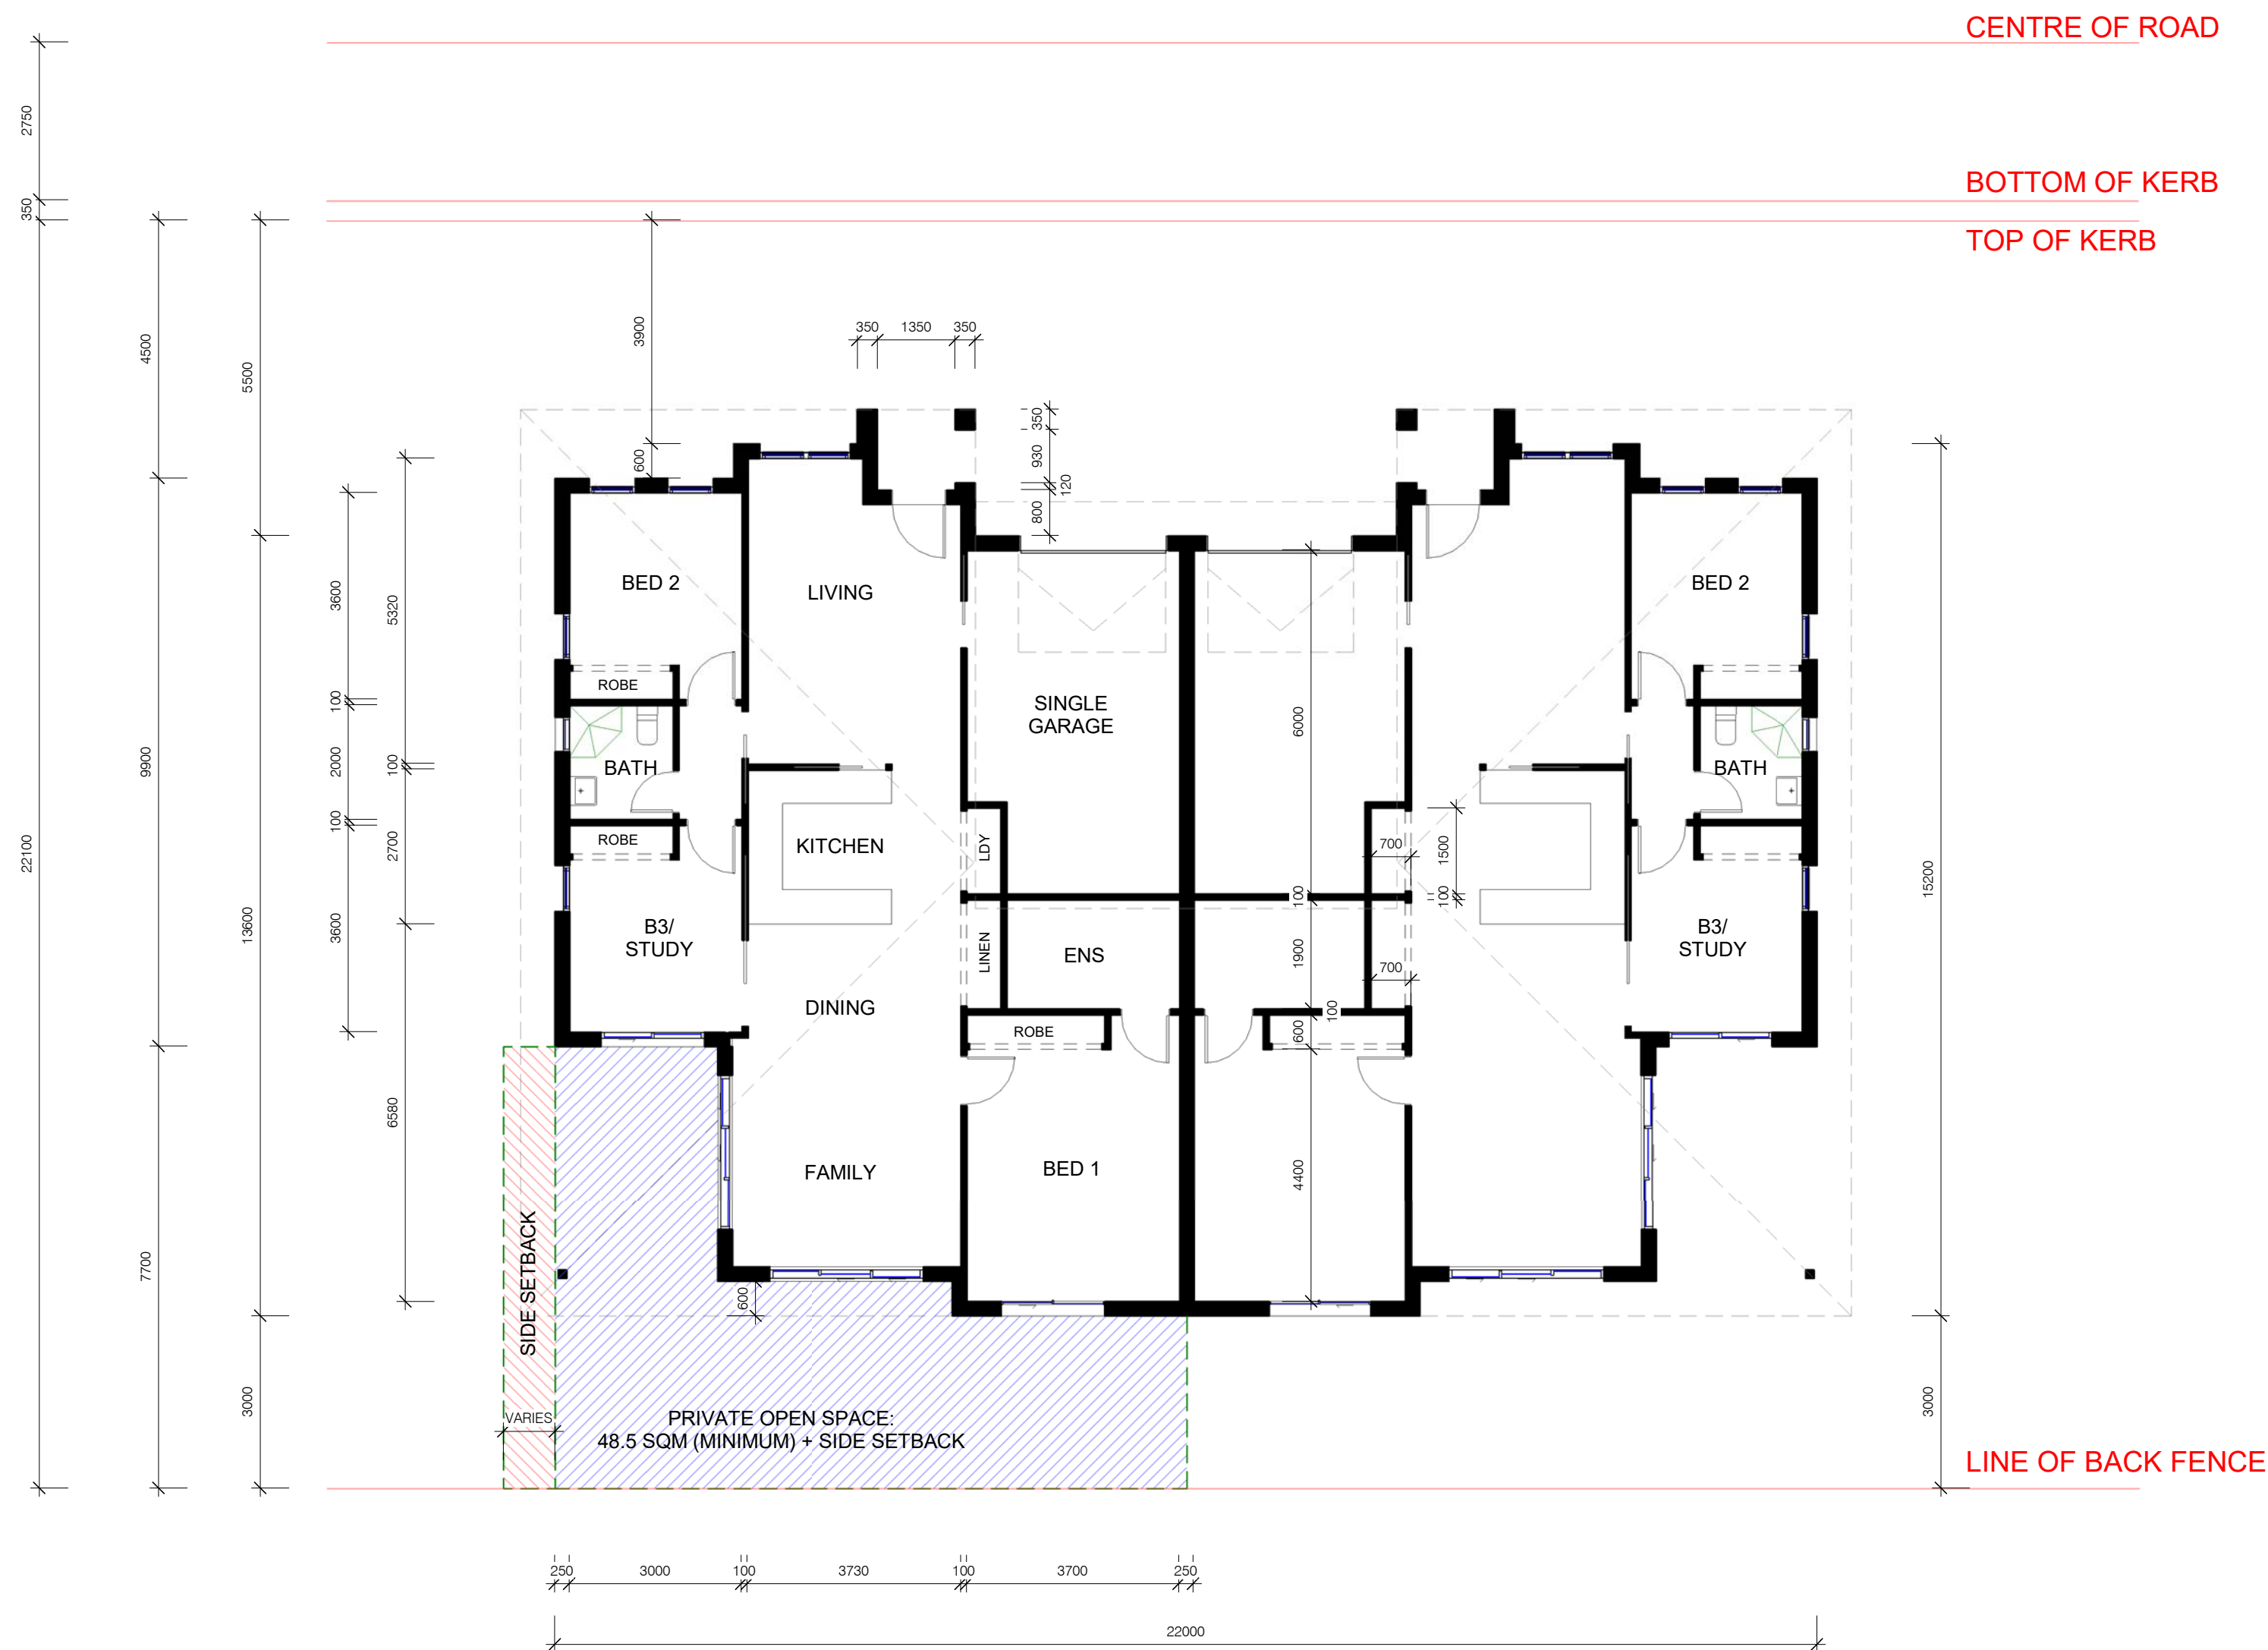 CENTRE OF ROAD
2750
BOTTOM OF KERB
350
TOP OF KERB
4500
5500
3900
350 1350 350
600
350
930
120
800
BED 2
LIVING
BED 2
3600
5320
ROBE
100
SINGLE
GARAGE
6000
9900
2000
100
BATH
BATH
100
22100
2700
ROBE
KITCHEN
LDY
700
1500
15200
13600
3600
100
100
B3/
STUDY
LINEN
ENS
1900
700
B3/
STUDY
DINING
100
ROBE
600
6580
FAMILY
BED 1
4400
7700
SIDE SETBACK
600
3000
VARIES
PRIVATE OPEN SPACE:
48.5 SQM (MINIMUM) + SIDE SETBACK
3000
LINE OF BACK FENCE
250 3000 100 3730 100 3700 250
22000